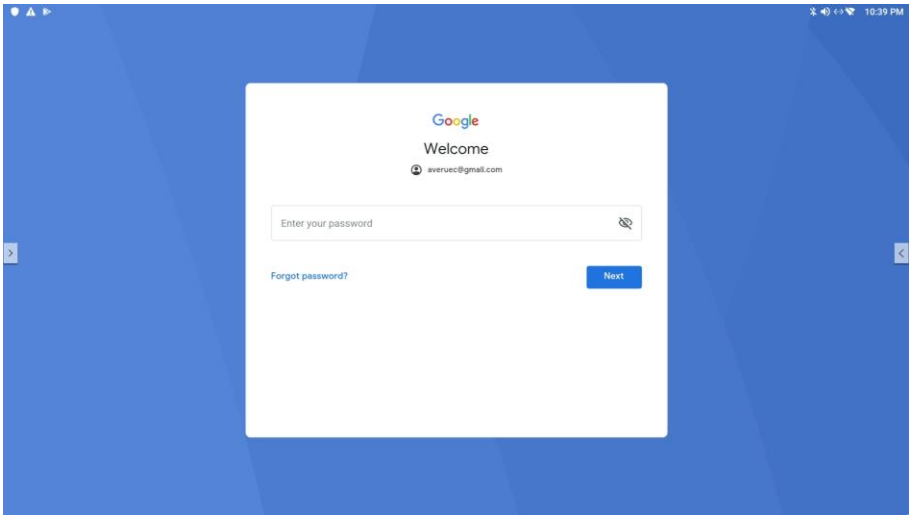 10:39 PM
Google
Welcome
averuec@gmail.com
Enter your password
Forgot password?
Next